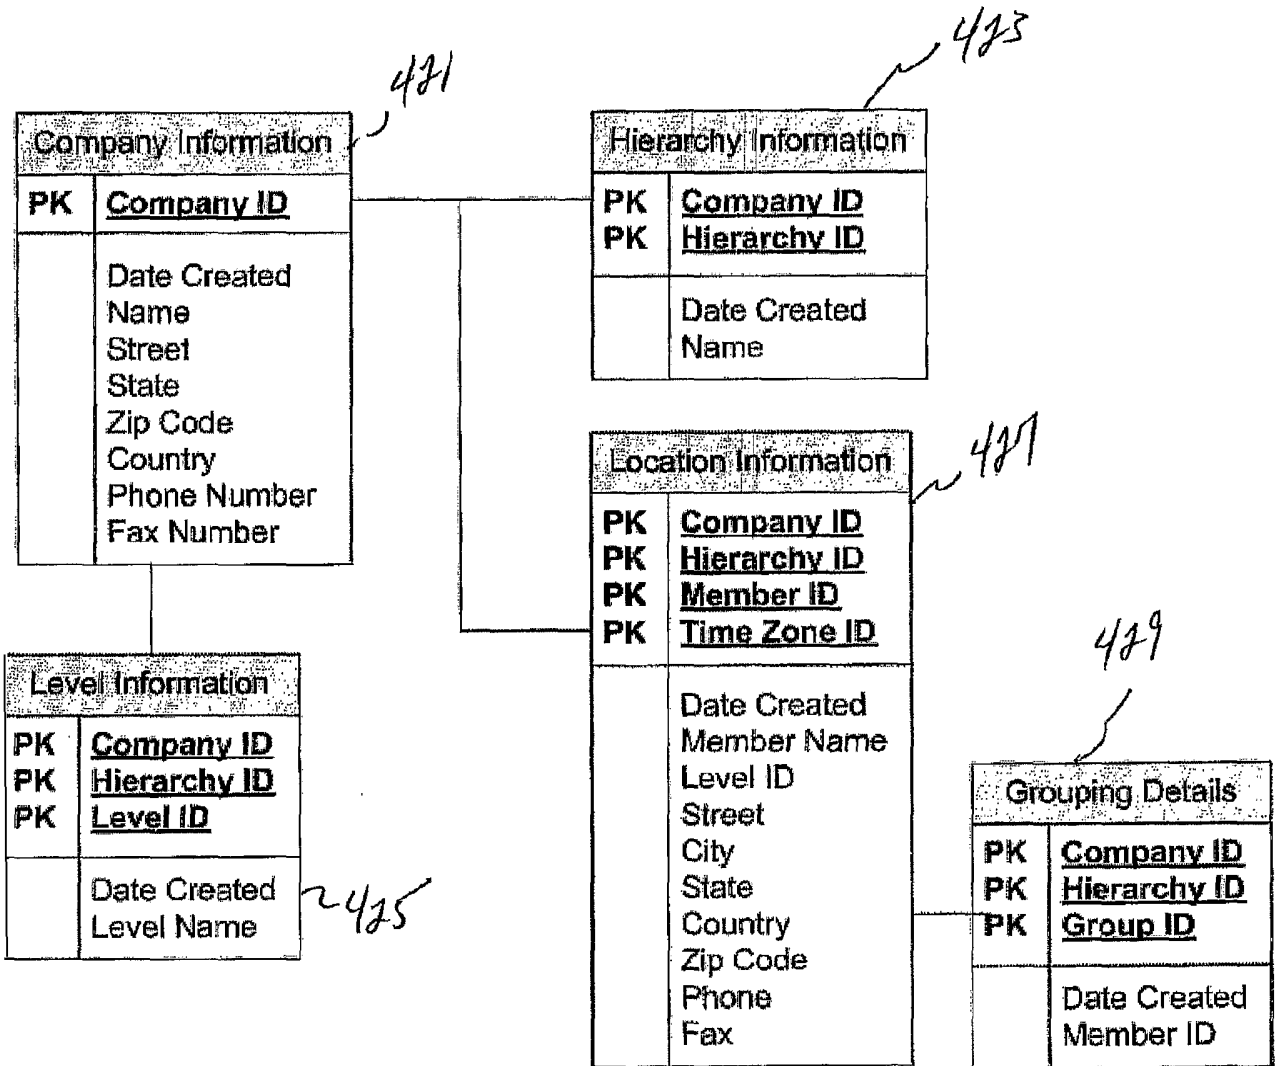 421
Company Information
PK Company ID
Date Created
Name
Street
State
Zip Code
Country
Phone Number
Fax Number
423
Hierarchy Information
PK Company ID
PK Hierarchy ID
Date Created
Name
427
Location Information
PK Company ID
PK Hierarchy ID
PK Member ID
PK Time Zone ID
Date Created
Member Name
Level ID
Street
City
State
Country
Zip Code
Phone
Fax
Level Information
PK Company ID
PK Hierarchy ID
PK Level ID
Date Created
Level Name
425
429
Grouping Details
PK Company ID
PK Hierarchy ID
PK Group ID
Date Created
Member ID